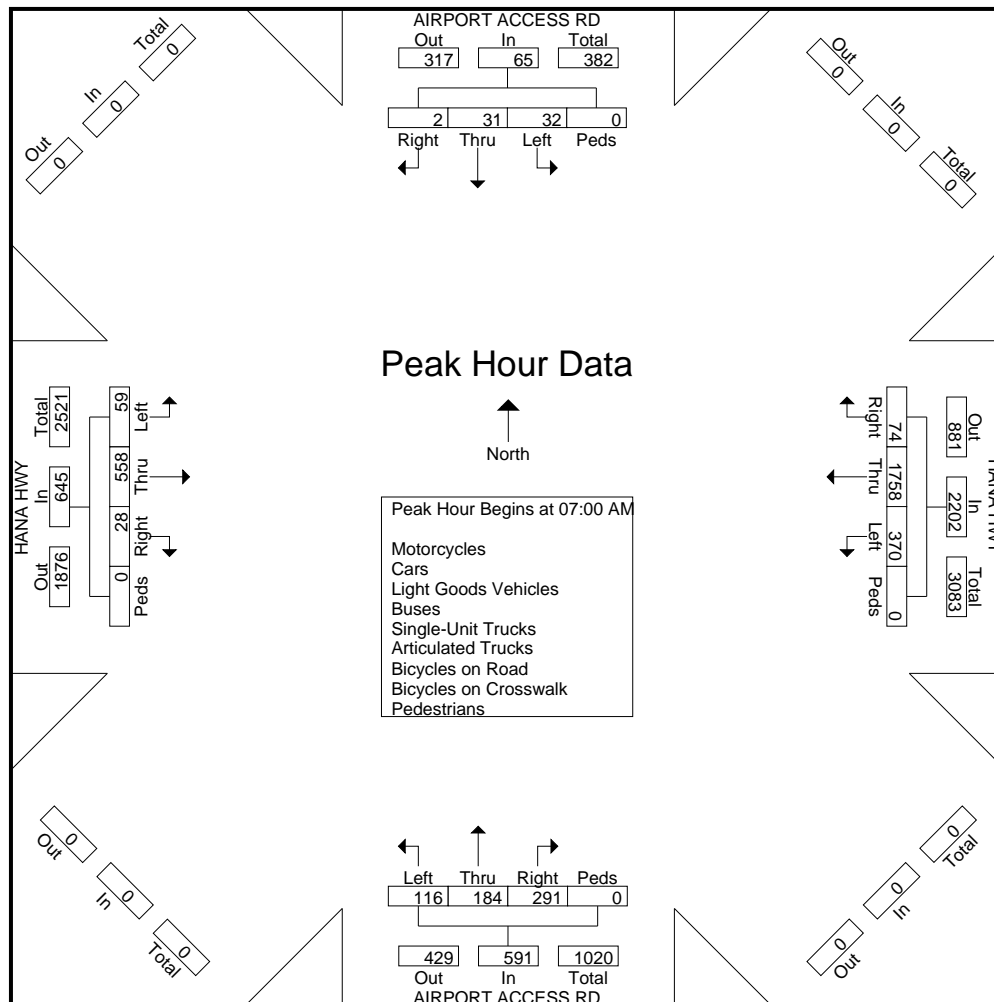 AIRPORT ACCESS RD
Out In Total
317 65 382
2 31 32 0
Right Thru Left Peds
Total
0
In
0
Out
0
Out
0
In
0
Total
0
Peak Hour Data
North
Peak Hour Begins at 07:00 AM
Motorcycles
Cars
Light Goods Vehicles
Buses
Single-Unit Trucks
Articulated Trucks
Bicycles on Road
Bicycles on Crosswalk
Pedestrians
HANA HWY
Out In Total
1876 645 2521
0 28 558 59
Peds Right Thru Left
HANA HWY
Out In Total
881 2202 3083
74 1758 370 0
Right Thru Left Peds
Left Thru Right Peds
116 184 291 0
429 591 1020
Out In Total
AIRPORT ACCESS RD
0
Out
0
In
0
Total
0
Total
0
In
0
Out